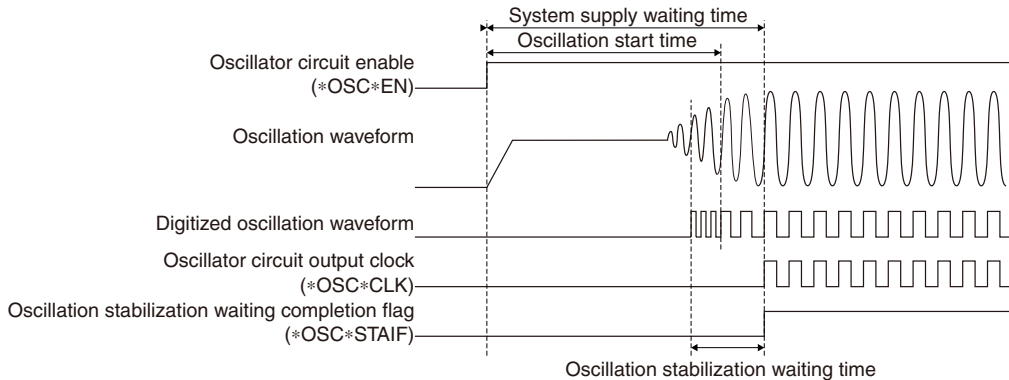 System supply waiting time
Oscillation start time
Oscillator circuit enable
(*OSC*EN)
Oscillation waveform
Digitized oscillation waveform
Oscillator circuit output clock
(*OSC*CLK)
Oscillation stabilization waiting completion flag
(*OSC*STAIF)
Oscillation stabilization waiting time